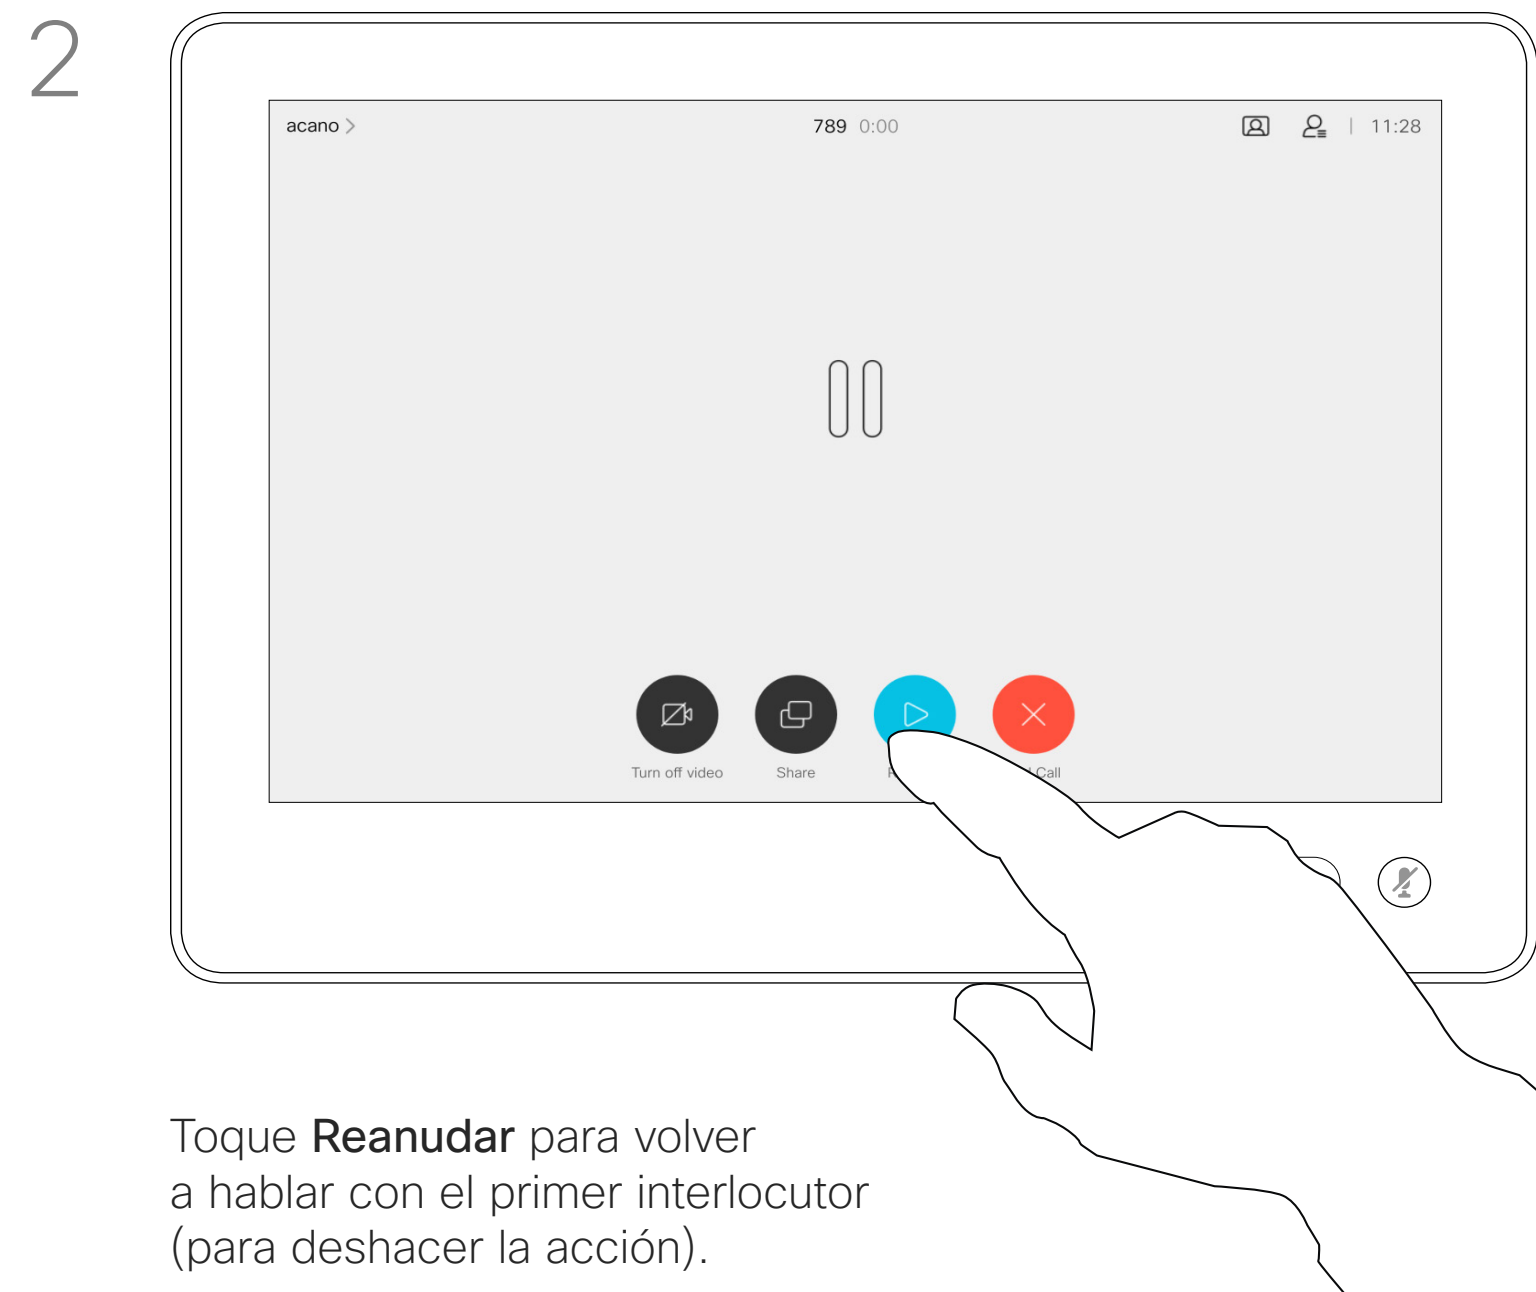 2
acano
789 0:00
11:28
Turn off video
Share
Call
Toque Reanudar para volver
a hablar con el primer interlocutor
(para deshacer la acción).